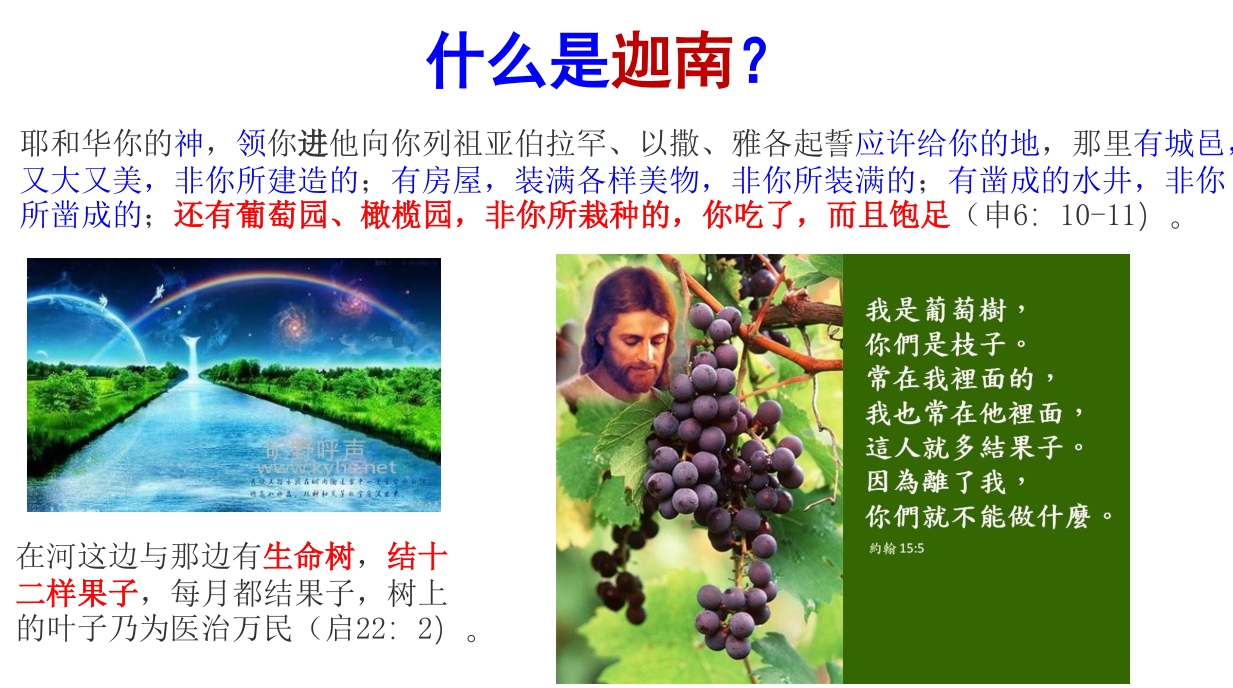 什么是迦南？
耶和华你的神，领你进他向你列祖亚伯拉罕、以撒、雅各起誓应许给你的地，那里有城邑，
又大又美，非你所建造的；有房屋，装满各样美物，非你所装满的；有凿成的水井，非你
所凿成的；还有葡萄园、橄榄园，非你所栽种的，你吃了，而且饱足（申6：10-11）。
旷野呼声
www.kyhs.net
我是葡萄樹，
你們是枝子。
常在我裡面的，
我也常在他裡面，
這人就多結果子。
因為離了我，
你們就不能做什麼。
約翰 15:5
在河这边与那边有生命树，结十
二样果子，每月都结果子，树上
的叶子乃为医治万民（启22：2）。